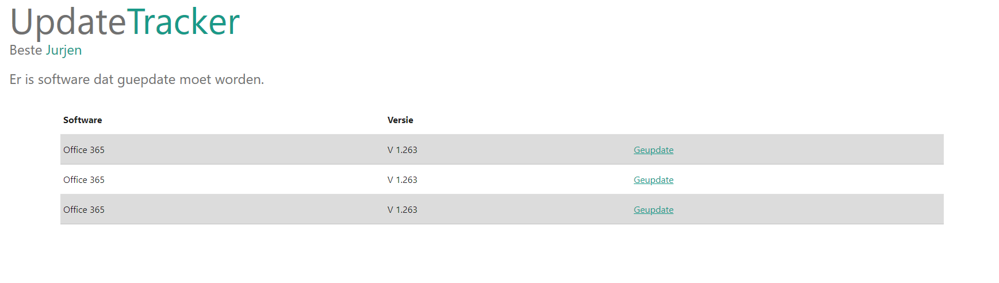 UpdateTracker
Beste Jurjen
Er is software dat guepdate moet worden.
Software Versie
Office 365 V 1.263 Geupdate
Office 365 V 1.263 Geupdate
Office 365 V 1.263 Geupdate